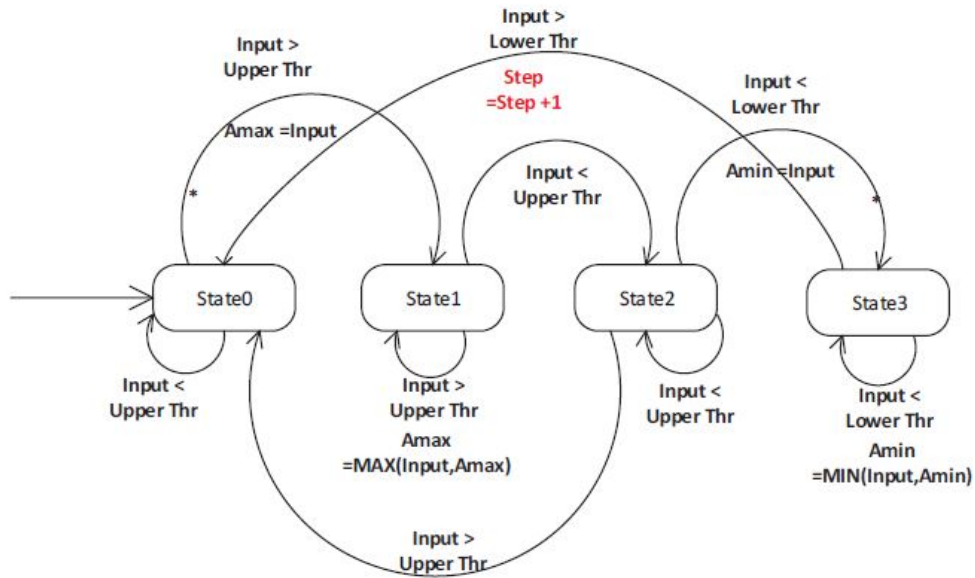 Input >
Lower Thr
Input >
Upper Thr
Step
=Step +1
Input <
Lower Thr
Amax =Input
Input <
Upper Thr
Amin =Input
*
*
State0
State1
State2
State3
Input <
Upper Thr
Input >
Upper Thr
Amax
=MAX(Input,Amax)
Input <
Upper Thr
Input <
Lower Thr
Amin
=MIN(Input,Amin)
Input >
Upper Thr